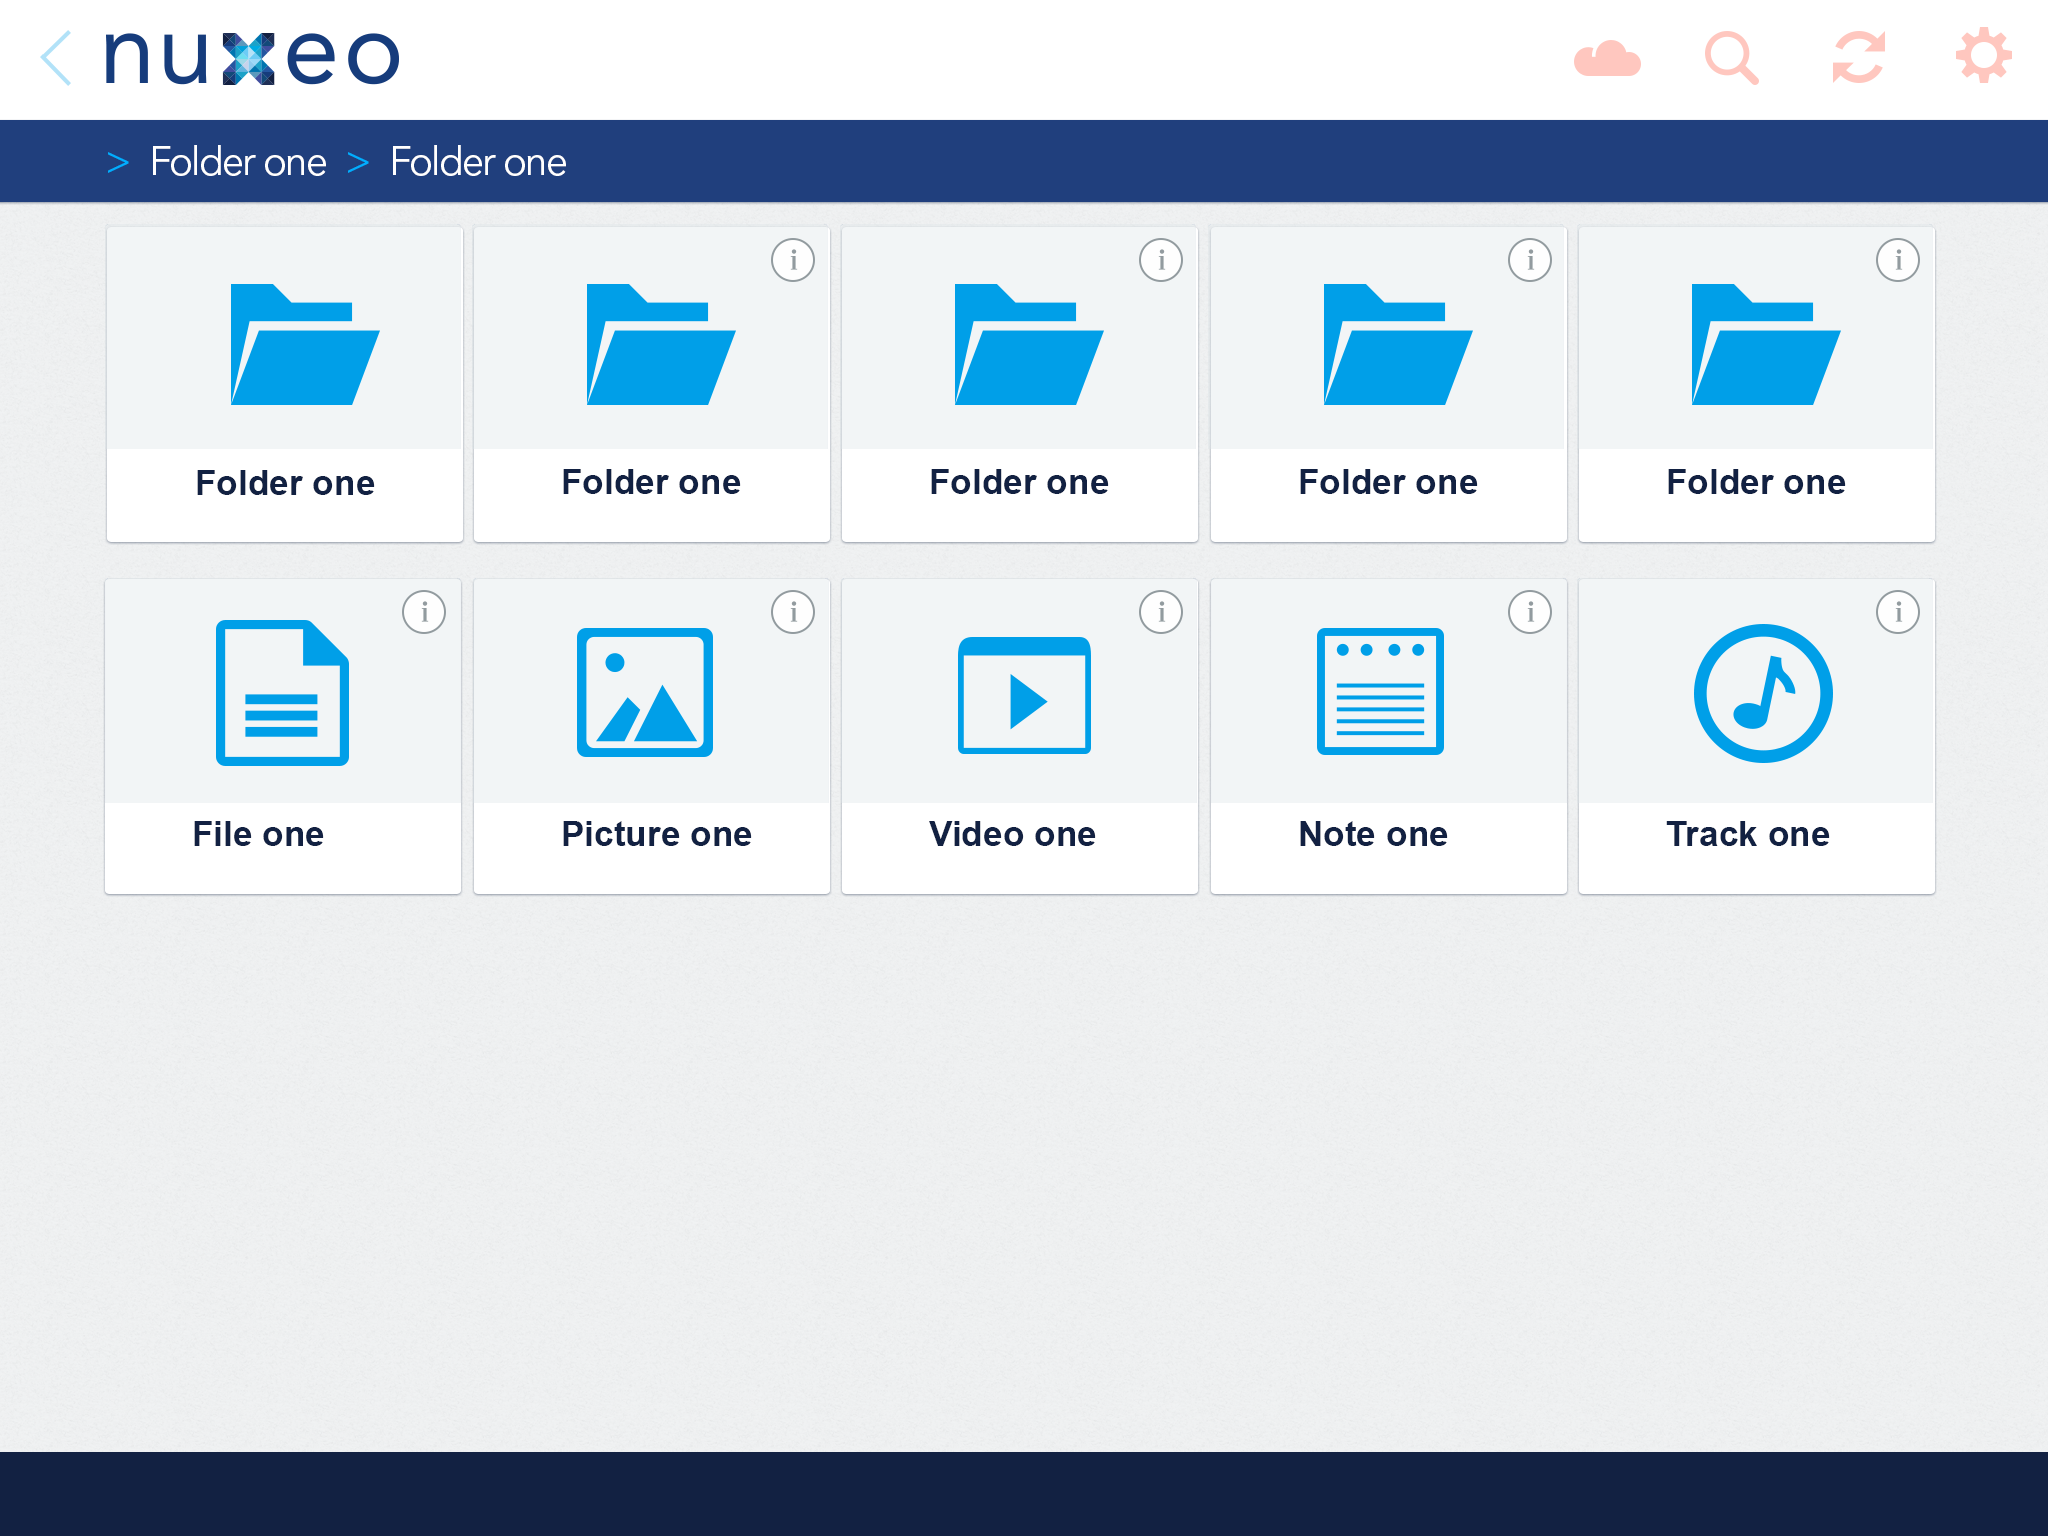 nuxeo
> Folder one > Folder one
i i i i
Folder one Folder one Folder one Folder one Folder one
i i i i i
File one Picture one Video one Note one Track one